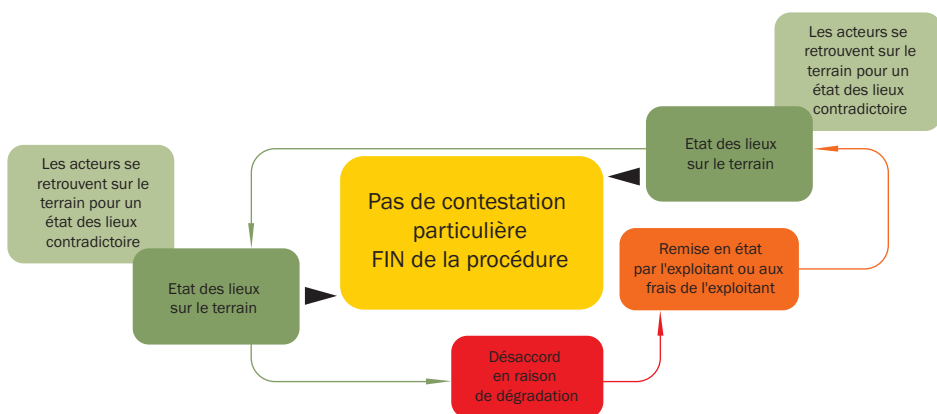 Les acteurs se
retrouvent sur le
terrain pour un
état des lieux
contradictoire
Etat des lieux
sur le terrain
Les acteurs se
retrouvent sur le
terrain pour un
état des lieux
contradictoire
Etat des lieux
sur le terrain
Pas de contestation
particulière
FIN de la procédure
Remise en état
par l'exploitant ou aux
frais de l'exploitant
Désaccord
en raison
de dégradation